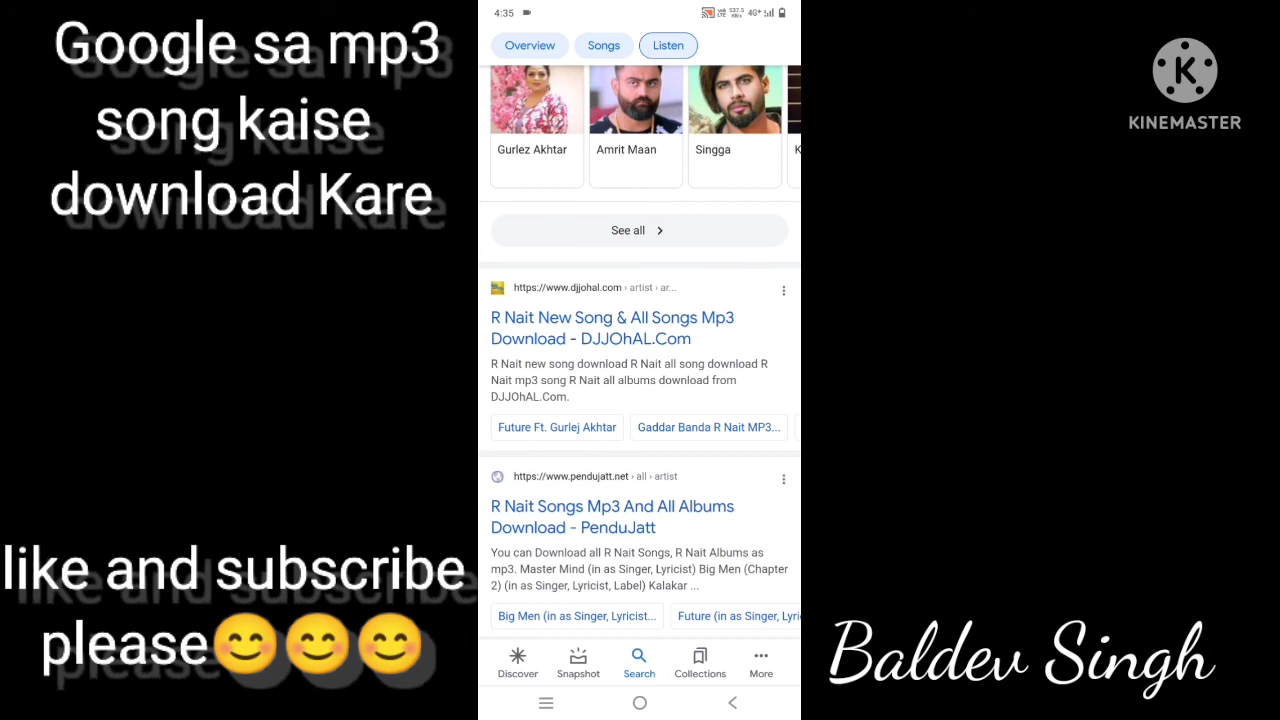 Google sa mp3
song kaise
download Kare
like and subscribe
please😊😊😊
4:35
Vo)) LTE 537.5 KB/s 4G+
Overview Songs Listen
Gurlez Akhtar Amrit Maan Singga K
See all >
https://www.djjohal.com › artist › ar...
R Nait New Song & All Songs Mp3
Download - DJJOhAL.Com
R Nait new song download R Nait all song download R
Nait mp3 song R Nait all albums download from
DJJOhAL.Com.
Future Ft. Gurlej Akhtar Gaddar Banda R Nait MP3...
https://www.pendujatt.net › all › artist
R Nait Songs Mp3 And All Albums
Download - PenduJatt
You can Download all R Nait Songs, R Nait Albums as
mp3. Master Mind (in as Singer, Lyricist) Big Men (Chapter
2) (in as Singer, Lyricist, Label) Kalakar ...
Big Men (in as Singer, Lyricist... Future (in as Singer, Lyri
Discover Snapshot Search Collections More
K
KINEMASTER
Baldev Singh